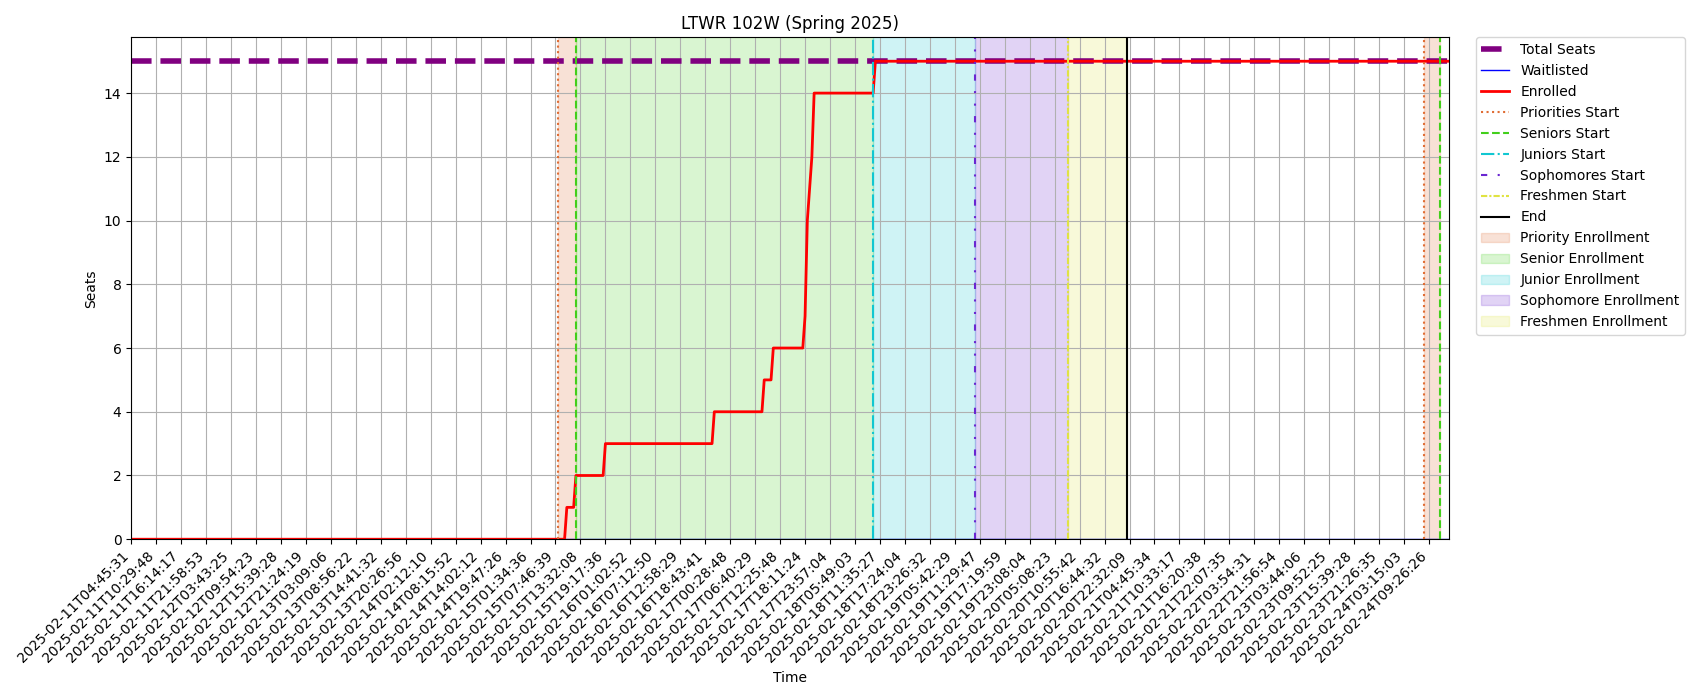 LTWR 102W (Spring 2025)
Seats
14
12
10
8
6
4
2
0
2025-02-11T04:45:31
2025-02-11T10:29:48
2025-02-11T16:14:17
2025-02-11T21:58:53
2025-02-12T03:43:25
2025-02-12T09:54:23
2025-02-12T15:39:28
2025-02-12T21:24:19
2025-02-13T03:09:06
2025-02-13T08:56:22
2025-02-13T14:41:32
2025-02-13T20:26:56
2025-02-14T02:12:10
2025-02-14T08:15:52
2025-02-14T14:02:12
2025-02-14T19:47:26
2025-02-15T01:34:36
2025-02-15T07:46:39
2025-02-15T13:32:08
2025-02-15T19:17:36
2025-02-16T01:02:52
2025-02-16T07:12:50
2025-02-16T12:58:29
2025-02-16T18:43:41
2025-02-17T00:28:48
2025-02-17T06:40:29
2025-02-17T12:25:48
2025-02-17T18:11:24
2025-02-17T23:57:04
2025-02-18T05:49:03
2025-02-18T11:35:27
2025-02-18T17:24:04
2025-02-18T23:26:32
2025-02-19T05:42:29
2025-02-19T11:29:47
2025-02-19T17:19:59
2025-02-19T23:08:04
2025-02-20T05:08:23
2025-02-20T10:55:42
2025-02-20T16:44:32
2025-02-20T22:32:09
2025-02-21T04:45:34
2025-02-21T10:33:17
2025-02-21T16:20:38
2025-02-21T22:07:35
2025-02-22T03:54:31
2025-02-22T21:56:54
2025-02-23T03:44:06
2025-02-23T09:52:25
2025-02-23T15:39:28
2025-02-23T21:26:35
2025-02-24T03:15:03
2025-02-24T09:26:26
Time
Total Seats
Waitlisted
Enrolled
Priorities Start
Seniors Start
Juniors Start
Sophomores Start
Freshmen Start
End
Priority Enrollment
Senior Enrollment
Junior Enrollment
Sophomore Enrollment
Freshmen Enrollment